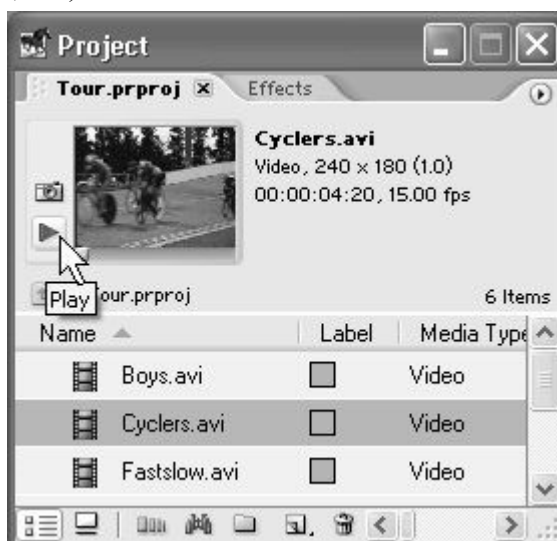 Project
Tour.prproj Effects
Cyclers.avi
Video, 240 x 180 (1.0)
00:00:04:20, 15.00 fps
Play
our.prproj 6 Items
Name Label Media Type
Boys.avi Video
Cyclers.avi Video
Fastslow.avi Video